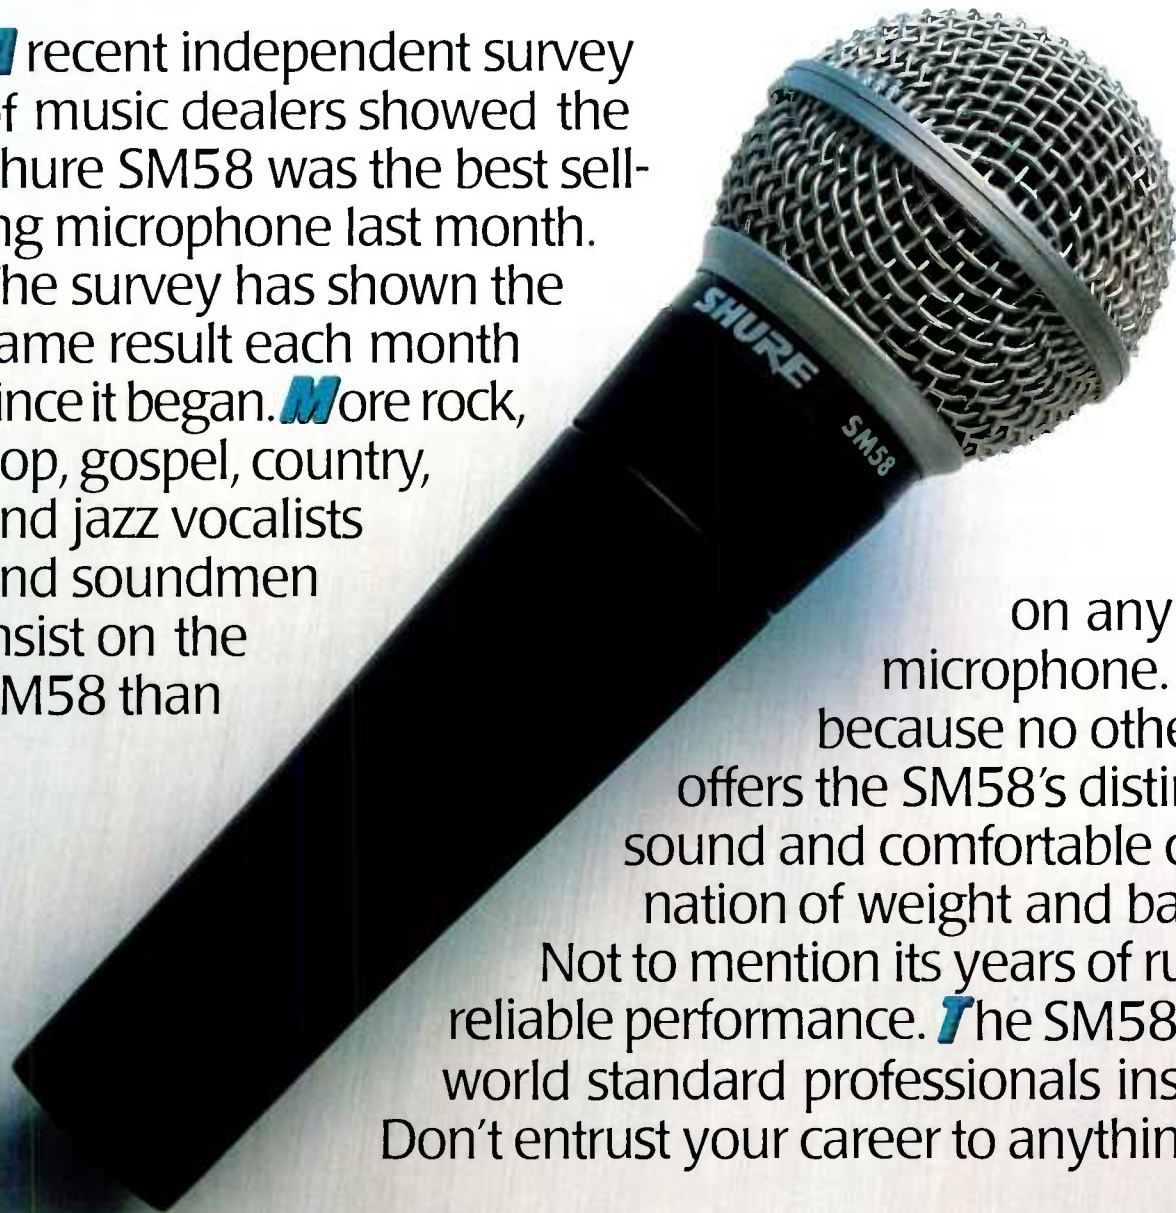 recent independent survey
f music dealers showed the
hure SM58 was the best sell-
ng microphone last month.
he survey has shown the
ame result each month
ince it began. More rock,
op, gospel, country,
nd jazz vocalists
nd soundmen
nsist on the
M58 than
SHURE
SM58
on any
microphone.
because no othe
offers the SM58's distin
sound and comfortable c
nation of weight and ba
Not to mention its years of ru
reliable performance. The SM58
world standard professionals ins
Don't entrust your career to anythin